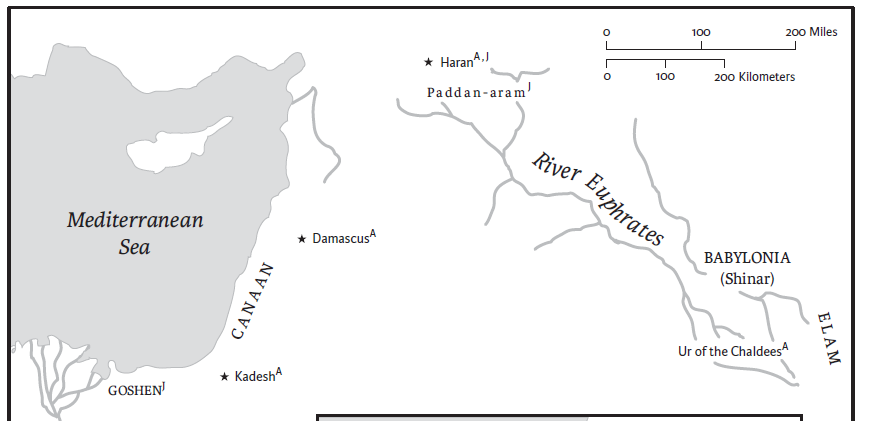 0 100 200 Miles
0 100 200 Kilometers
Haran^A,J
Paddan-aram^J
River Euphrates
Mediterranean
Sea
Damascus^A
CANAAN
BABYLONIA
(Shinar)
ELAM
Ur of the Chaldees^A
Kadesh^A
GOSHEN^J